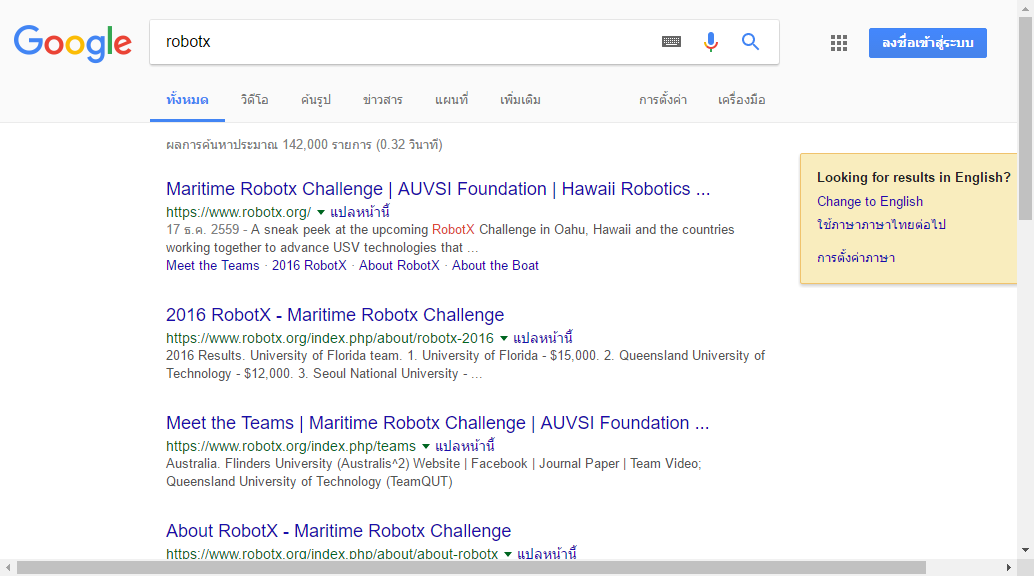 Google
robotx
ลงชื่อเข้าสู่ระบบ
ทั้งหมด วิดีโอ ค้นรูป ข่าวสาร แผนที่ เพิ่มเติม การตั้งค่า เครื่องมือ
ผลการค้นหาประมาณ 142,000 รายการ (0.32 วินาที)
Maritime Robotx Challenge | AUVSI Foundation | Hawaii Robotics ...
https://www.robotx.org/ แปลหน้านี้
17 ธ.ค. 2559 - A sneak peek at the upcoming RobotX Challenge in Oahu, Hawaii and the countries
working together to advance USV technologies that ...
Meet the Teams · 2016 RobotX · About RobotX · About the Boat
2016 RobotX - Maritime Robotx Challenge
https://www.robotx.org/index.php/about/robotx-2016 แปลหน้านี้
2016 Results. University of Florida team. 1. University of Florida - $15,000. 2. Queensland University of
Technology - $12,000. 3. Seoul National University - ...
Meet the Teams | Maritime Robotx Challenge | AUVSI Foundation ...
https://www.robotx.org/index.php/teams แปลหน้านี้
Australia. Flinders University (Australis^2) Website | Facebook | Journal Paper | Team Video;
Queensland University of Technology (TeamQUT)
About RobotX - Maritime Robotx Challenge
https://www.robotx.org/index.php/about/about-robotx แปลหน้านี้
Looking for results in English?
Change to English
ใช้ภาษาภาษาไทยต่อไป
การตั้งค่าภาษา